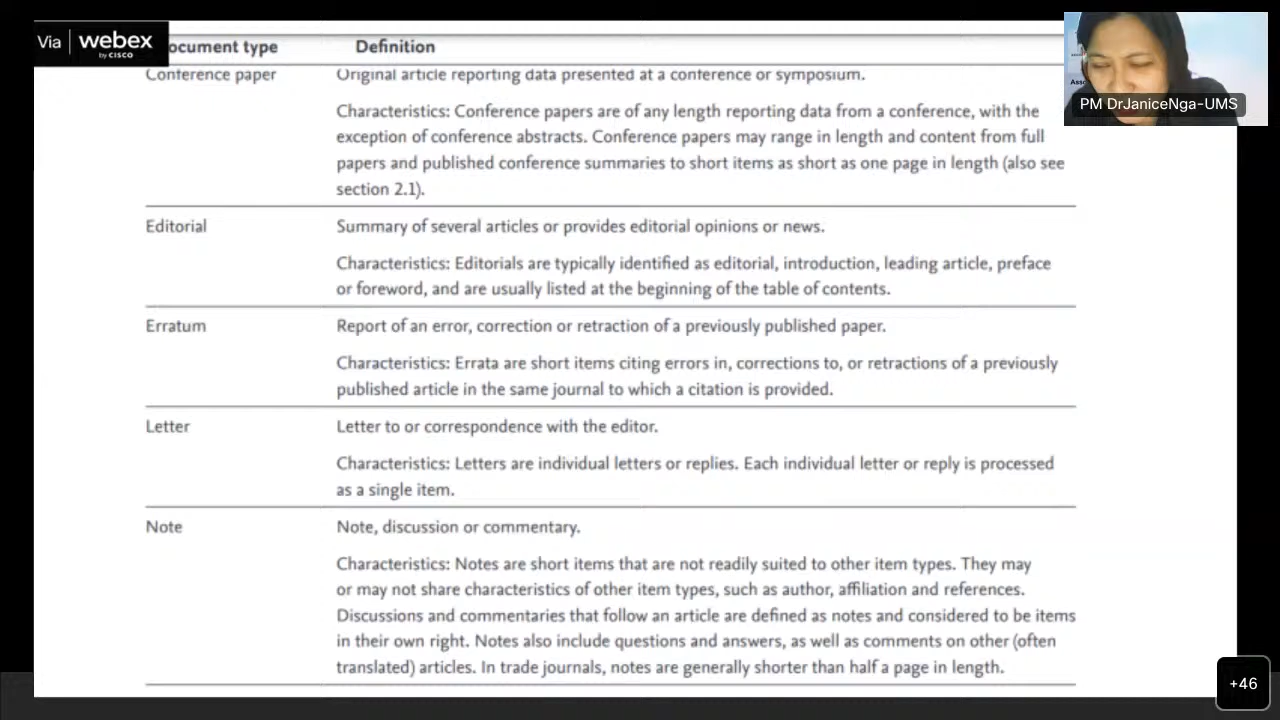 Via webex
by CISCO
ocument type Definition
Conference paper Original article reporting data presented at a conference or symposium.
Characteristics: Conference papers are of any length reporting data from a conference, with the
exception of conference abstracts. Conference papers may range in length and content from full
papers and published conference summaries to short items as short as one page in length (also see
section 2.1).
Editorial Summary of several articles or provides editorial opinions or news.
Characteristics: Editorials are typically identified as editorial, introduction, leading article, preface
or foreword, and are usually listed at the beginning of the table of contents.
Erratum Report of an error, correction or retraction of a previously published paper.
Characteristics: Errata are short items citing errors in, corrections to, or retractions of a previously
published article in the same journal to which a citation is provided.
Letter Letter to or correspondence with the editor.
Characteristics: Letters are individual letters or replies. Each individual letter or reply is processed
as a single item.
Note Note, discussion or commentary.
Characteristics: Notes are short items that are not readily suited to other item types. They may
or may not share characteristics of other item types, such as author, affiliation and references.
Discussions and commentaries that follow an article are defined as notes and considered to be items
in their own right. Notes also include questions and answers, as well as comments on other (often
translated) articles. In trade journals, notes are generally shorter than half a page in length.
PM DrJaniceNga-UMS
+46